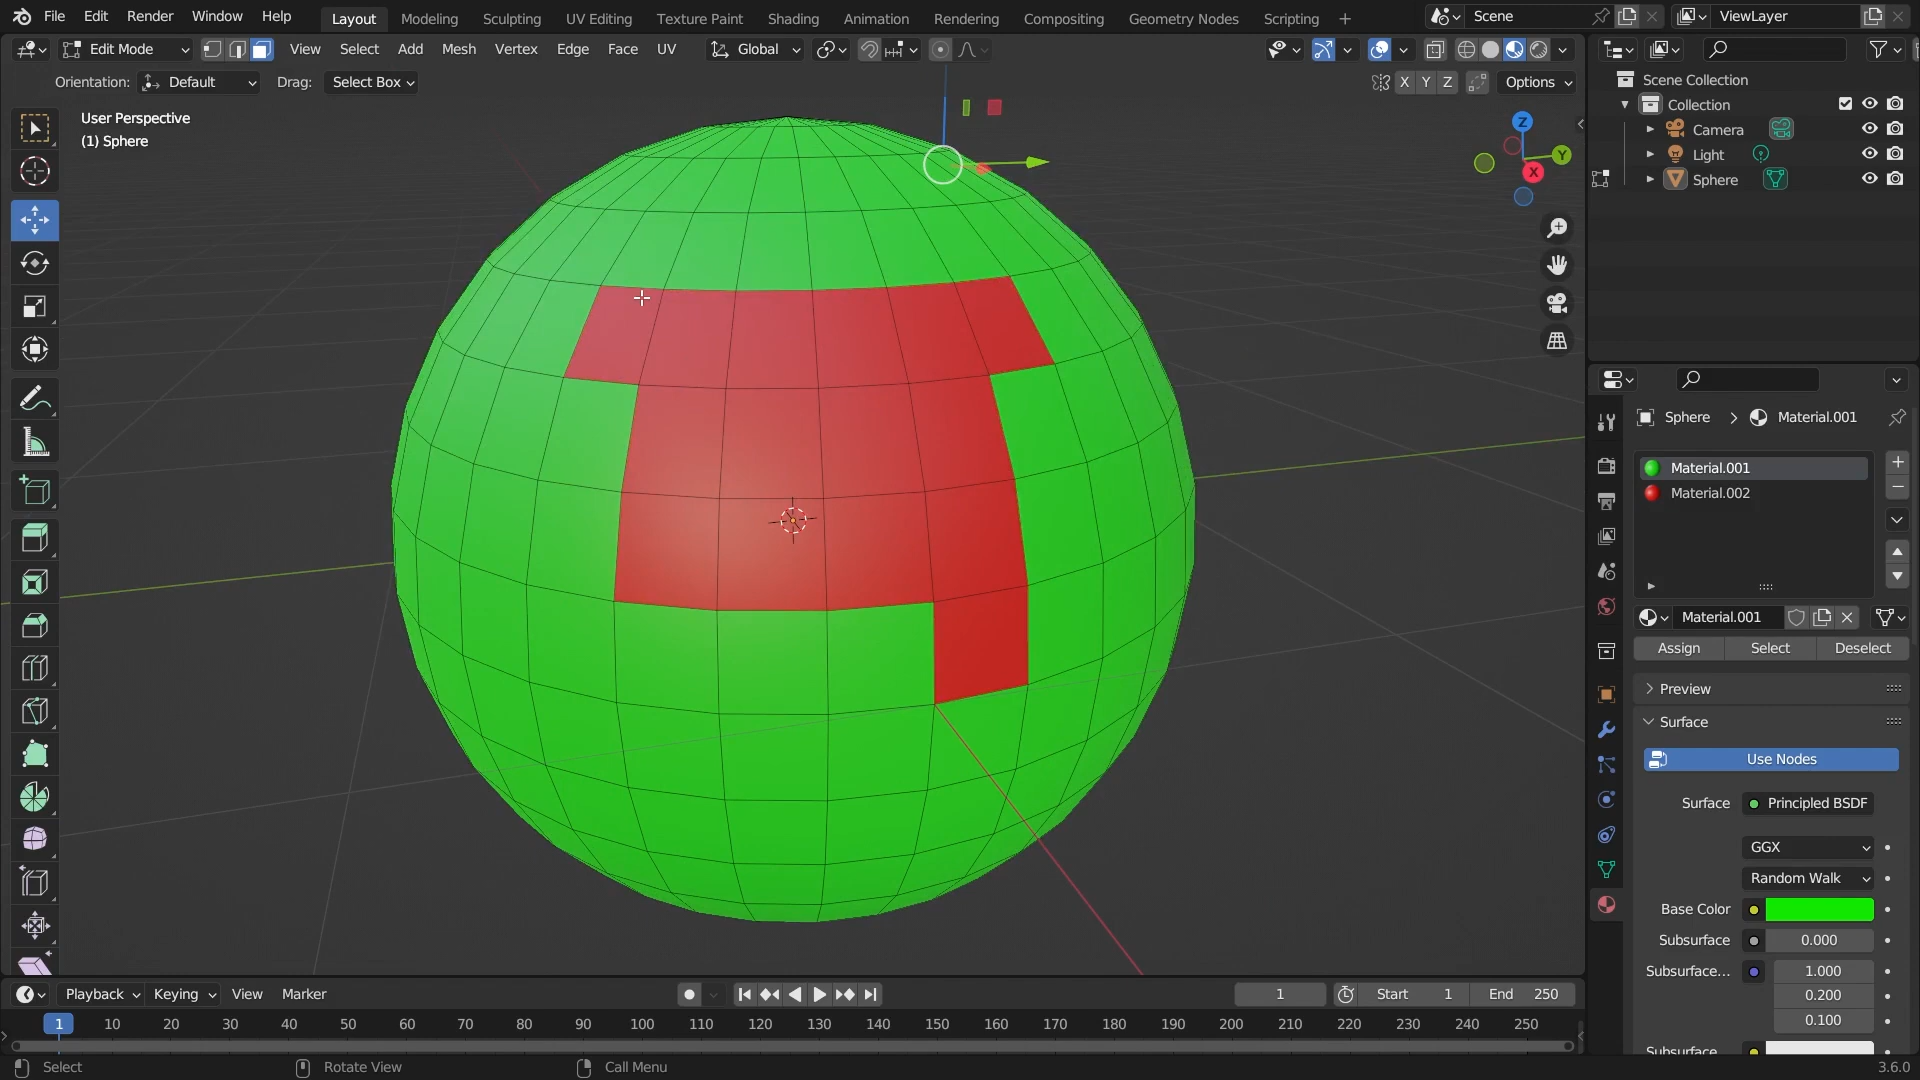 File Edit Render Window Help Layout Modeling Sculpting UV Editing Texture Paint Shading Animation Rendering Compositing Geometry Nodes Scripting + Scene ViewLayer
Edit Mode View Select Add Mesh Vertex Edge Face UV Global
Orientation: Default Drag: Select Box X Y Z Options
User Perspective
(1) Sphere
Z
Y
X
Scene Collection
Collection
Camera
Light
Sphere
Sphere > Material.001
Material.001
Material.002
Material.001
Assign Select Deselect
Preview
Surface
Use Nodes
Surface Principled BSDF
GGX
Random Walk
Base Color
Subsurface 0.000
Subsurface... 1.000
0.200
0.100
Subsurface
Playback Keying View Marker 1 Start 1 End 250
1 10 20 30 40 50 60 70 80 90 100 110 120 130 140 150 160 170 180 190 200 210 220 230 240 250
Select Rotate View Call Menu 3.6.0